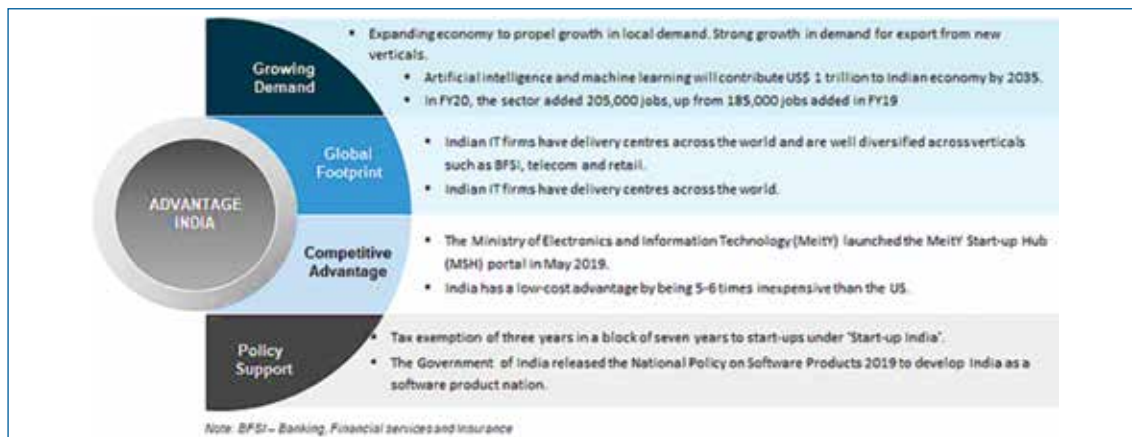 ▪ Expanding economy to propel growth in local demand. Strong growth in demand for export from new
verticals.
Growing
Demand
▪ Artificial intelligence and machine learning will contribute US$ 1 trillion to Indian economy by 2035.
▪ In FY20, the sector added 205,000 jobs, up from 185,000 jobs added in FY19
Global
Footprint
▪ Indian IT firms have delivery centres across the world and are well diversified across verticals
such as BFSI, telecom and retail.
▪ Indian IT firms have delivery centres across the world.
ADVANTAGE
INDIA
Competitive
Advantage
▪ The Ministry of Electronics and Information Technology (MeitY) launched the MeitY Start-up Hub
(MSH) portal in May 2019.
▪ India has a low-cost advantage by being 5-6 times inexpensive than the US.
Policy
Support
▪ Tax exemption of three years in a block of seven years to start-ups under 'Start-up India'.
▪ The Government of India released the National Policy on Software Products 2019 to develop India as a
software product nation.
Note: BFSI – Banking, Financial services and Insurance